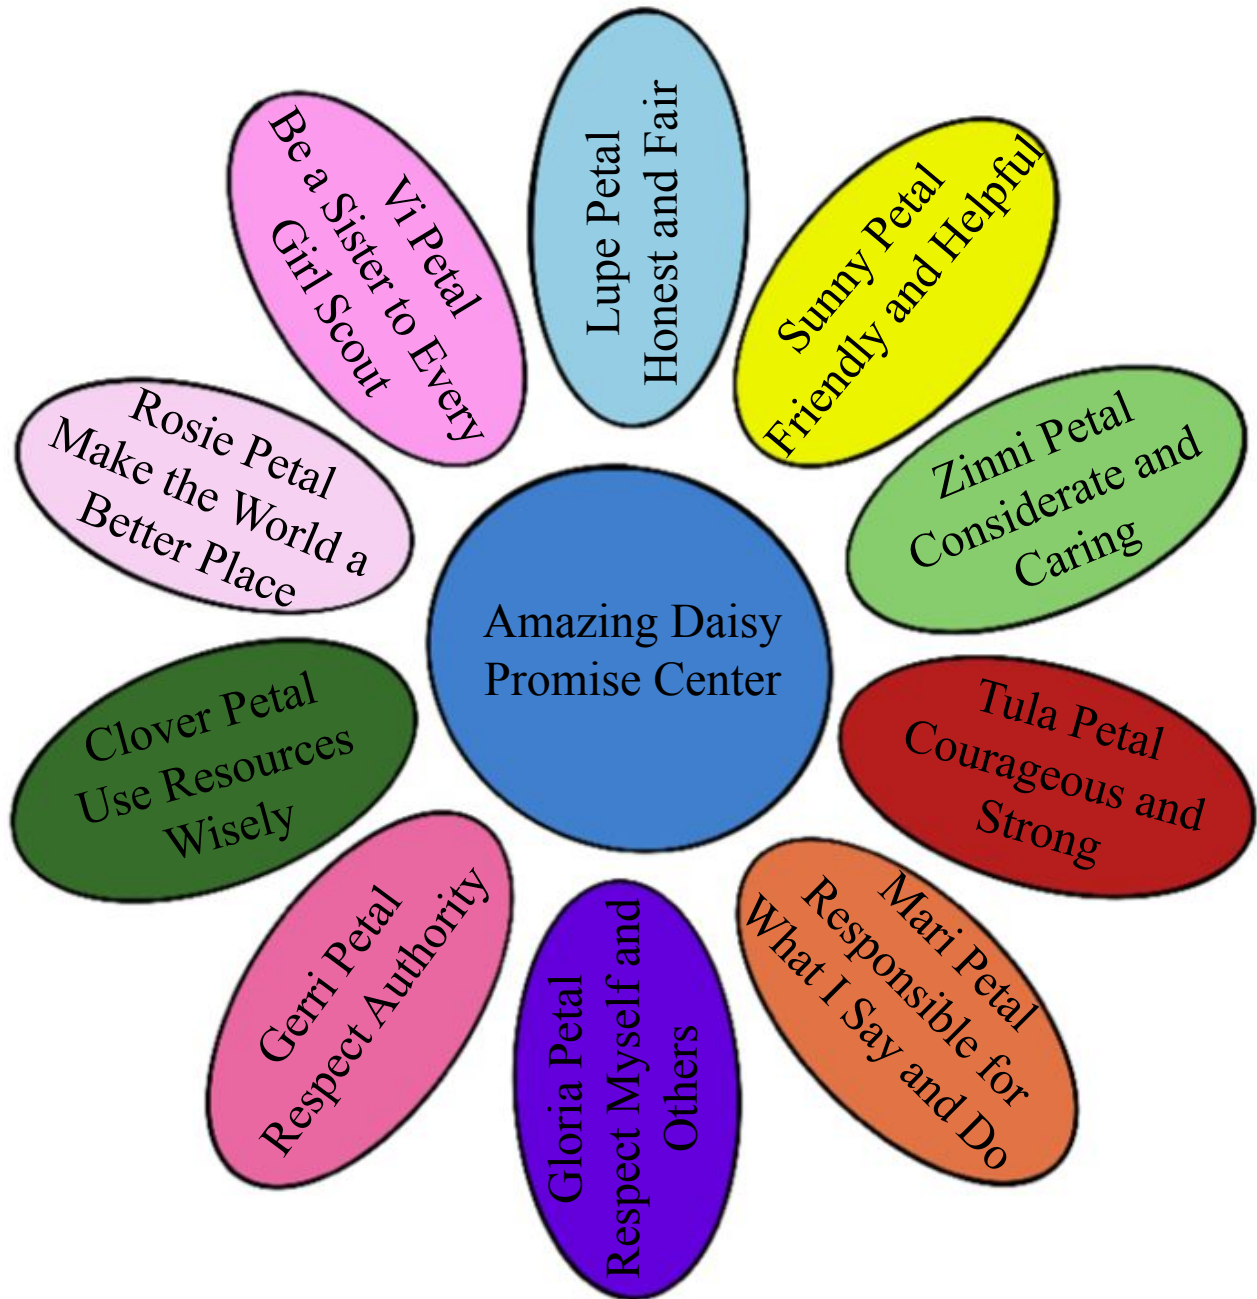 Lupe Petal
Honest and Fair
Sunny Petal
Friendly and Helpful
Zinni Petal
Considerate and
Caring
Tula Petal
Courageous and
Strong
Mari Petal
Responsible for
What I Say and Do
Gloria Petal
Respect Myself and
Others
Gerri Petal
Respect Authority
Clover Petal
Use Resources
Wisely
Rosie Petal
Make the World a
Better Place
Vi Petal
Be a Sister to Every
Girl Scout
Amazing Daisy
Promise Center